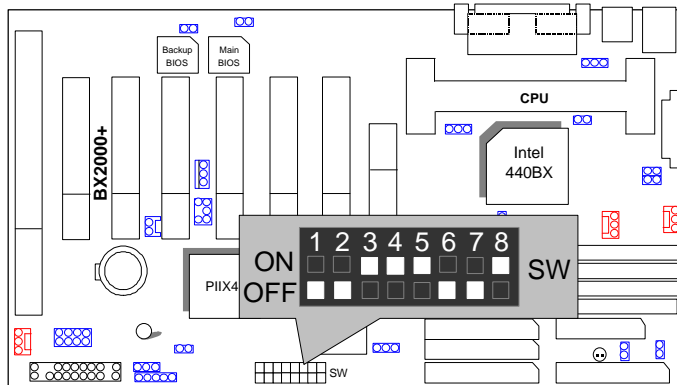 Backup
BIOS
Main
BIOS
CPU
BX2000+
Intel
440BX
1 2 3 4 5 6 7 8
ON
OFF
SW
PIIX4
SW